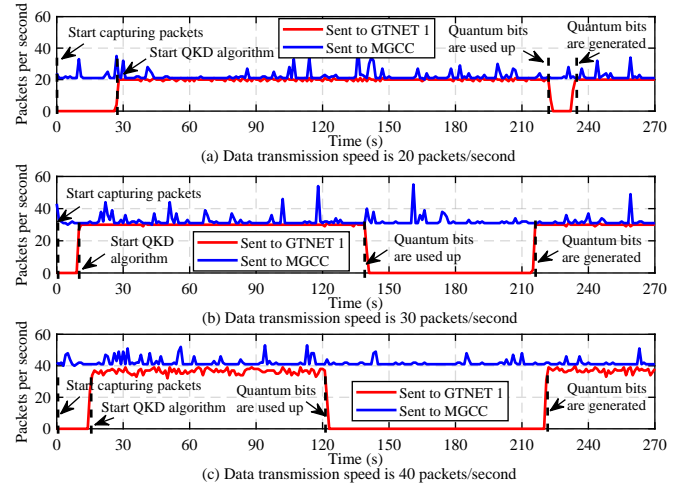 Packets per second
60
40
20
0
Start capturing packets
Start QKD algorithm
Sent to GTNET 1
Sent to MGCC
Quantum bits
are used up
Quantum bits
are generated
0 30 60 90 120 150 180 210 240 270
Time (s)
(a) Data transmission speed is 20 packets/second
Packets per second
60
40
20
0
Start capturing packets
Start QKD
algorithm
Sent to GTNET 1
Sent to MGCC
Quantum bits
are used up
Quantum bits
are generated
0 30 60 90 120 150 180 210 240 270
Time (s)
(b) Data transmission speed is 30 packets/second
Packets per second
60
40
20
0
Start capturing packets
Start QKD algorithm
Quantum bits
are used up
Sent to GTNET 1
Sent to MGCC
Quantum bits
are generated
0 30 60 90 120 150 180 210 240 270
Time (s)
(c) Data transmission speed is 40 packets/second